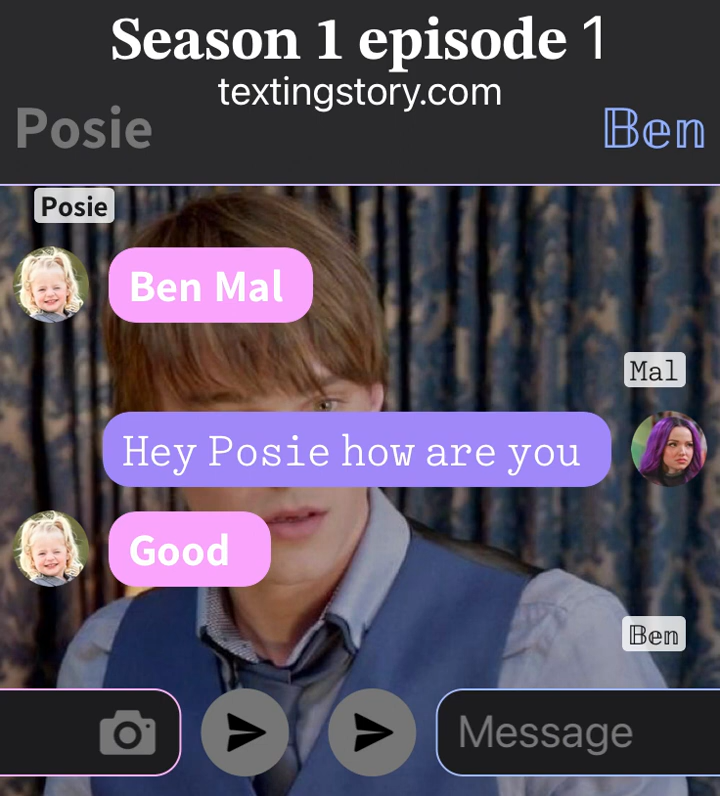 Season 1 episode 1
textingstory.com
Posie
Ben
Posie
Ben Mal
Mal
Hey Posie how are you
Good
Ben
Message